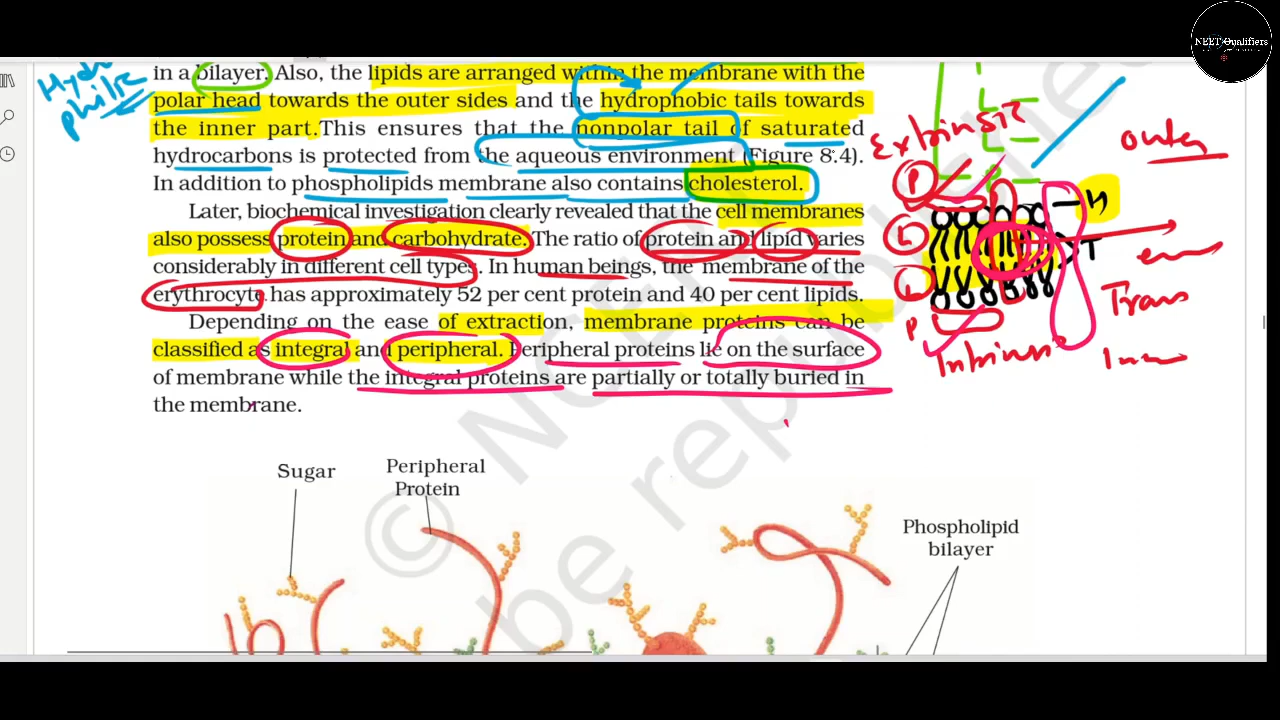 NEET Qualifiers
in a bilayer. Also, the lipids are arranged within the membrane with the
polar head towards the outer sides and the hydrophobic tails towards
the inner part.This ensures that the nonpolar tail of saturated
hydrocarbons is protected from the aqueous environment (Figure 8.4).
In addition to phospholipids membrane also contains cholesterol.
Later, biochemical investigation clearly revealed that the cell membranes
also possess protein and carbohydrate. The ratio of protein and lipid varies
considerably in different cell types. In human beings, the membrane of the
erythrocyte has approximately 52 per cent protein and 40 per cent lipids.
Depending on the ease of extraction, membrane proteins can be
classified as integral and peripheral. Peripheral proteins lie on the surface
of membrane while the integral proteins are partially or totally buried in
the membrane.
outer
P
H
L
T
L
Trans
P
Sugar
Peripheral
Protein
Phospholipid
bilayer
© NCERT
be republished